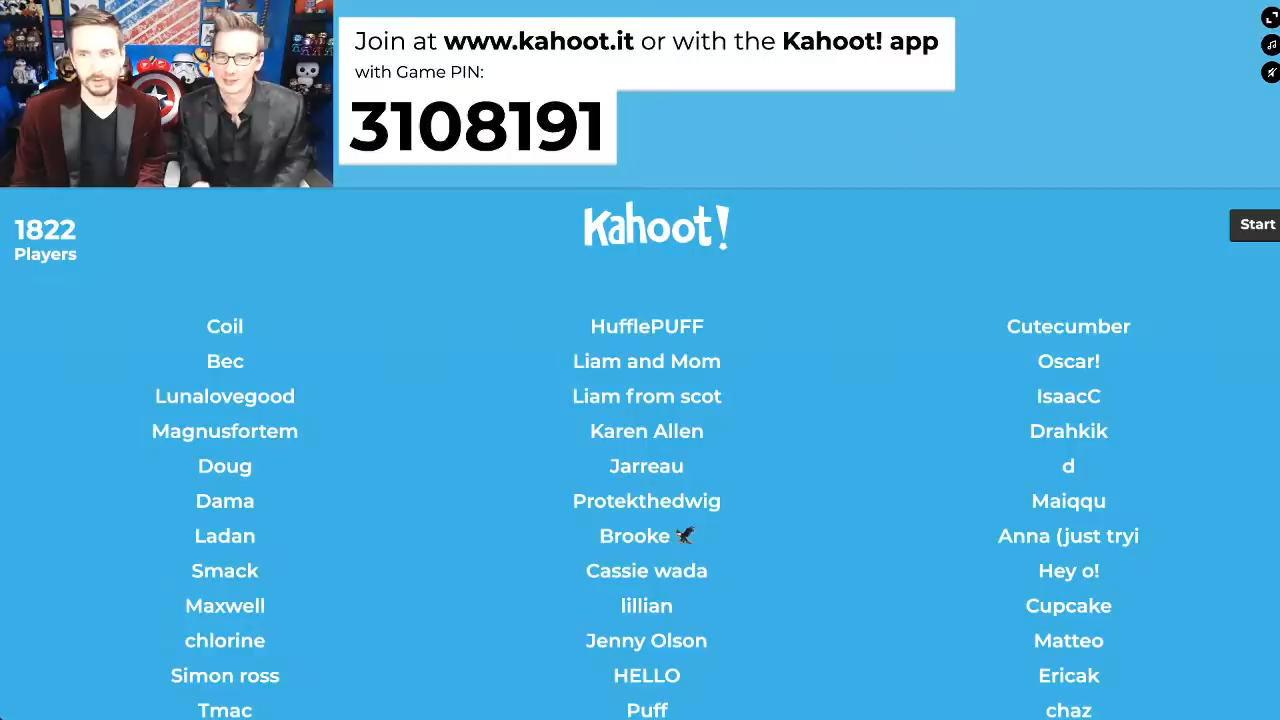 Join at www.kahoot.it or with the Kahoot! app
with Game PIN:
3108191
1822
Players
Kahoot!
Start
Coil
HufflePUFF
Cutecumber
Bec
Liam and Mom
Oscar!
Lunalovegood
Liam from scot
IsaacC
Magnusfortem
Karen Allen
Drahkik
Doug
Jarreau
d
Dama
Protekthedwig
Maiqqu
Ladan
Brooke 🦅
Anna (just tryi
Smack
Cassie wada
Hey o!
Maxwell
lillian
Cupcake
chlorine
Jenny Olson
Matteo
Simon ross
HELLO
Ericak
Tmac
Puff
chaz